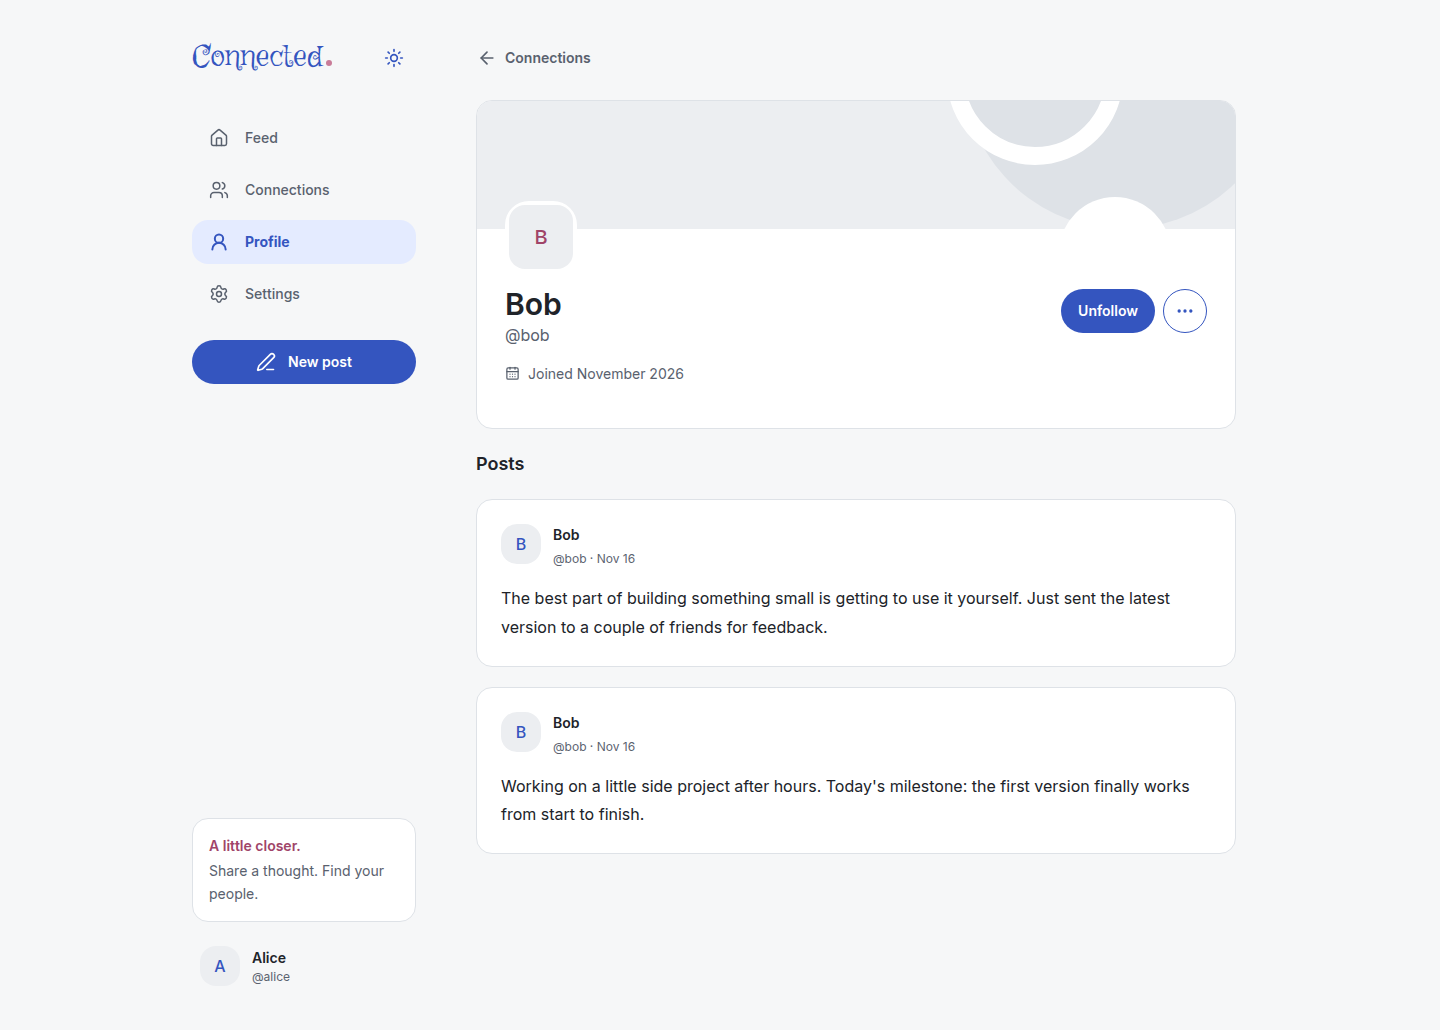 Connected.
Feed
Connections
Profile
Settings
New post
A little closer.
Share a thought. Find your
people.
A
Alice
@alice
Connections
B
Bob
@bob
Unfollow
Joined November 2026
Posts
B
Bob
@bob · Nov 16
The best part of building something small is getting to use it yourself. Just sent the latest
version to a couple of friends for feedback.
B
Bob
@bob · Nov 16
Working on a little side project after hours. Today's milestone: the first version finally works
from start to finish.